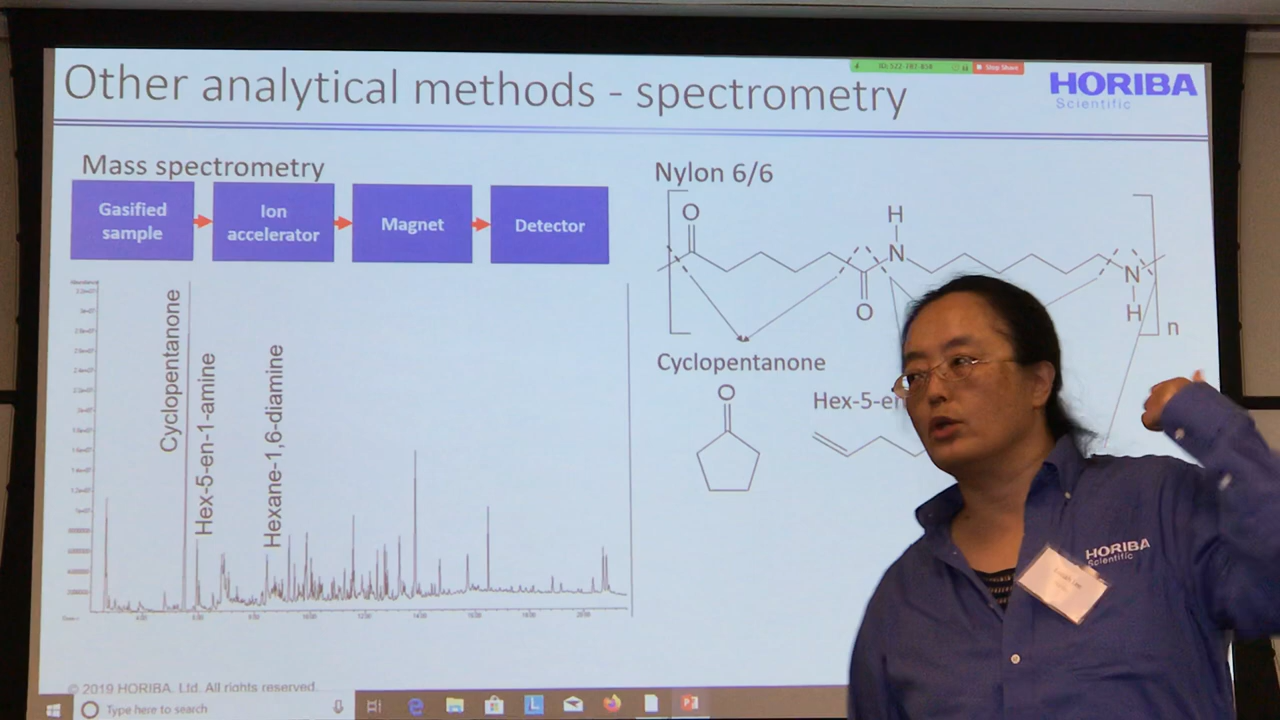 Other analytical methods - spectrometry
Stop Share
HORIBA
Scientific
Mass spectrometry
Gasified
sample
Ion
accelerator
Magnet
Detector
Cyclopentanone
Hex-5-en-1-amine
Hexane-1,6-diamine
Nylon 6/6
O
H
N
O
N
H
n
Cyclopentanone
O
Hex-5-en
HORIBA
Scientific
© 2019 HORIBA, Ltd. All rights reserved.
Type here to search